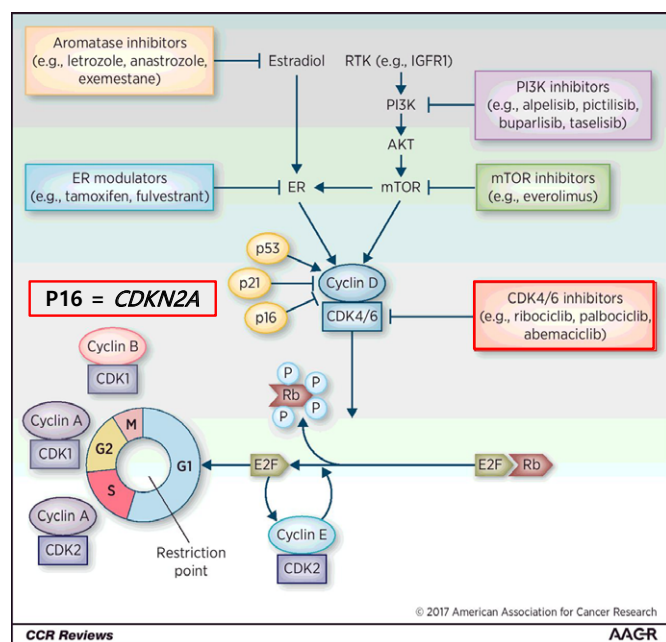 Aromatase inhibitors
(e.g., letrozole, anastrozole,
exemestane)
Estradiol
RTK (e.g., IGFR1)
PI3K
PI3K inhibitors
(e.g., alpelisib, pictilisib,
buparlisib, taselisib)
AKT
ER modulators
(e.g., tamoxifen, fulvestrant)
ER
mTOR
mTOR inhibitors
(e.g., everolimus)
p53
p21
p16
Cyclin D
CDK4/6
P16 = CDKN2A
CDK4/6 inhibitors
(e.g., ribociclib, palbociclib,
abemaciclib)
Cyclin B
CDK1
P
P
Rb
P
P
Cyclin A
CDK1
M
G2
G1
S
E2F
E2F
Rb
Cyclin A
CDK2
Cyclin E
CDK2
Restriction
point
© 2017 American Association for Cancer Research
CCR Reviews
AACR